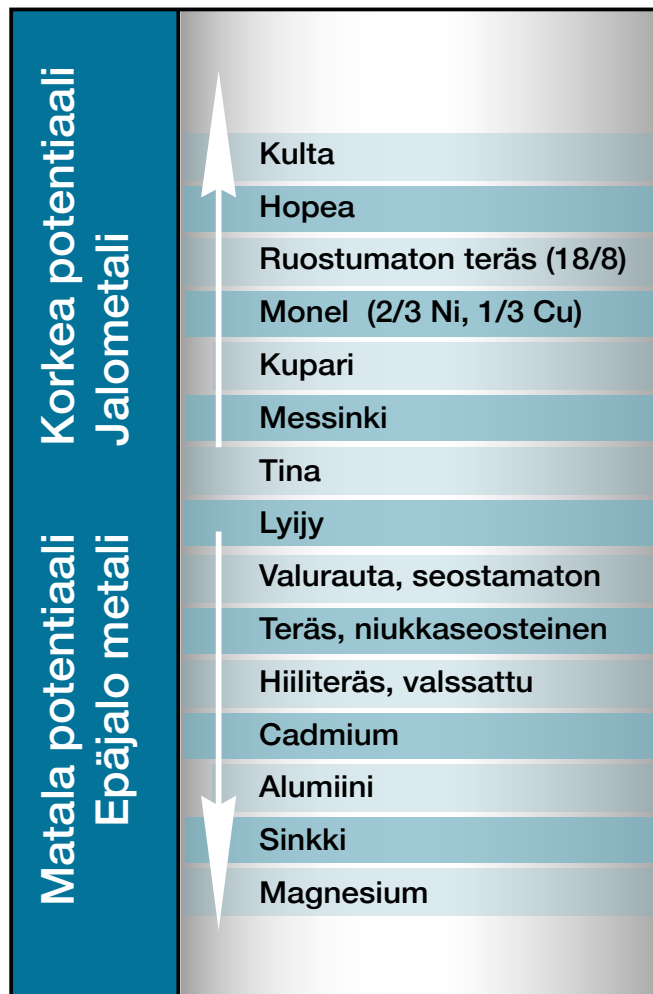 Korkea potentiaali
Jalometali
Matala potentiaali
Epäjalo metali
Kulta
Hopea
Ruostumaton teräs (18/8)
Monel (2/3 Ni, 1/3 Cu)
Kupari
Messinki
Tina
Lyijy
Valurauta, seostamaton
Teräs, niukkaseosteinen
Hiiliteräs, valssattu
Cadmium
Alumiini
Sinkki
Magnesium